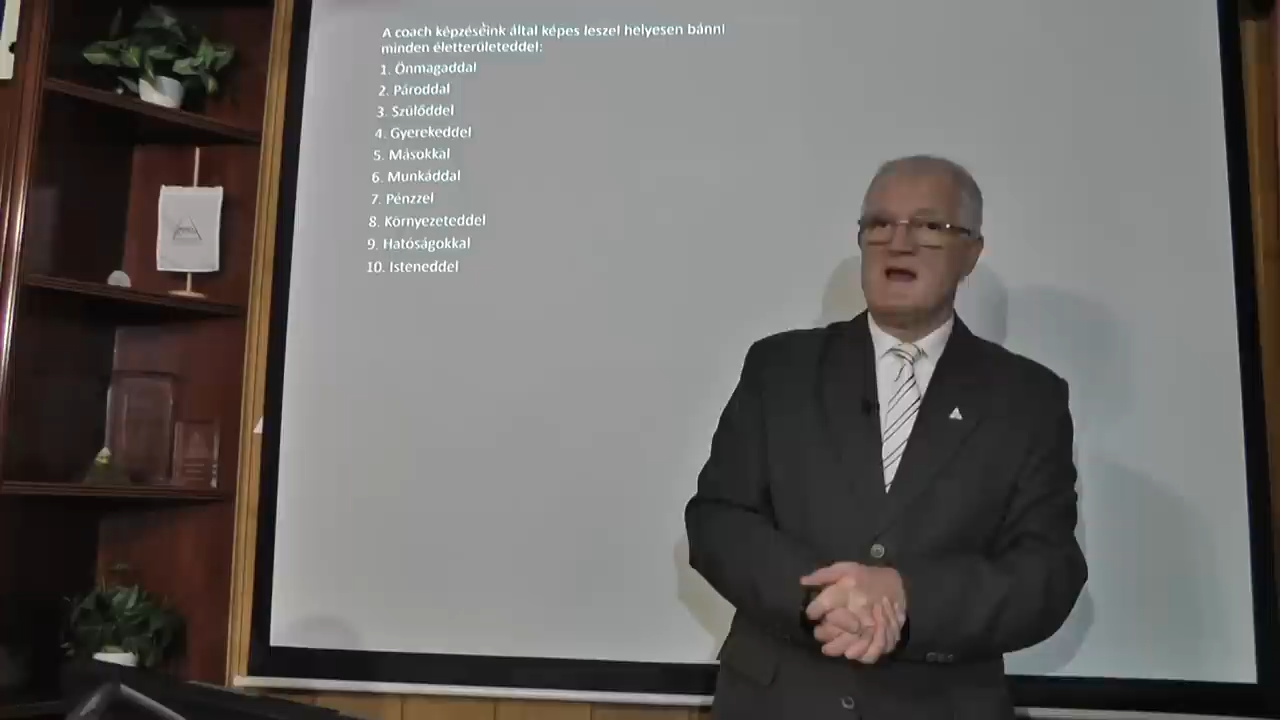 A coach képzéseink által képes leszel helyesen bánni
minden életterületeddel:
1. Önmagaddal
2. Pároddal
3. Szülőddel
4. Gyerekeddel
5. Másokkal
6. Munkáddal
7. Pénzzel
8. Környezeteddel
9. Hatóságokkal
10. Isteneddel